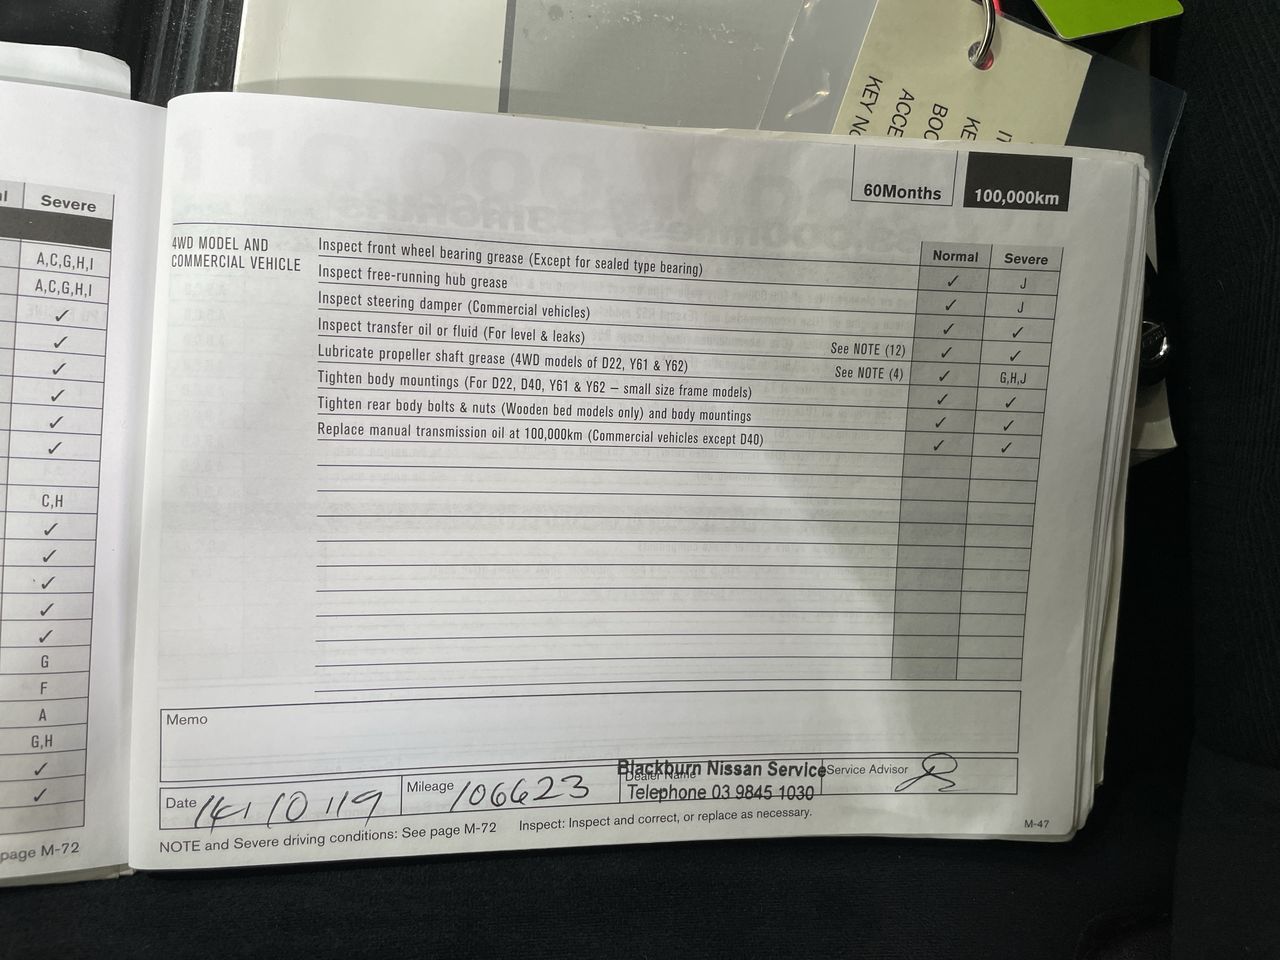 KEY NO
ACCE
BOO
KE
IT
60Months
100,000km
Severe
A,C,G,H,I
A,C,G,H,I
✓
✓
✓
✓
✓
✓
C,H
✓
✓
✓
✓
✓
G
F
A
G,H
✓
✓
page M-72
Normal Severe
4WD MODEL AND
COMMERCIAL VEHICLE
Inspect front wheel bearing grease (Except for sealed type bearing) ✓ J
Inspect free-running hub grease ✓ J
Inspect steering damper (Commercial vehicles) ✓ ✓
Inspect transfer oil or fluid (For level & leaks) See NOTE (12) ✓ ✓
Lubricate propeller shaft grease (4WD models of D22, Y61 & Y62) See NOTE (4) ✓ G,H,J
Tighten body mountings (For D22, D40, Y61 & Y62 – small size frame models) ✓ ✓
Tighten rear body bolts & nuts (Wooden bed models only) and body mountings ✓ ✓
Replace manual transmission oil at 100,000km (Commercial vehicles except D40) ✓ ✓
Memo
Date 14/10/19 Mileage 106623 Dealer Name Blackburn Nissan Service Service Advisor
Telephone 03 9845 1030
NOTE and Severe driving conditions: See page M-72 Inspect: Inspect and correct, or replace as necessary.
M-47